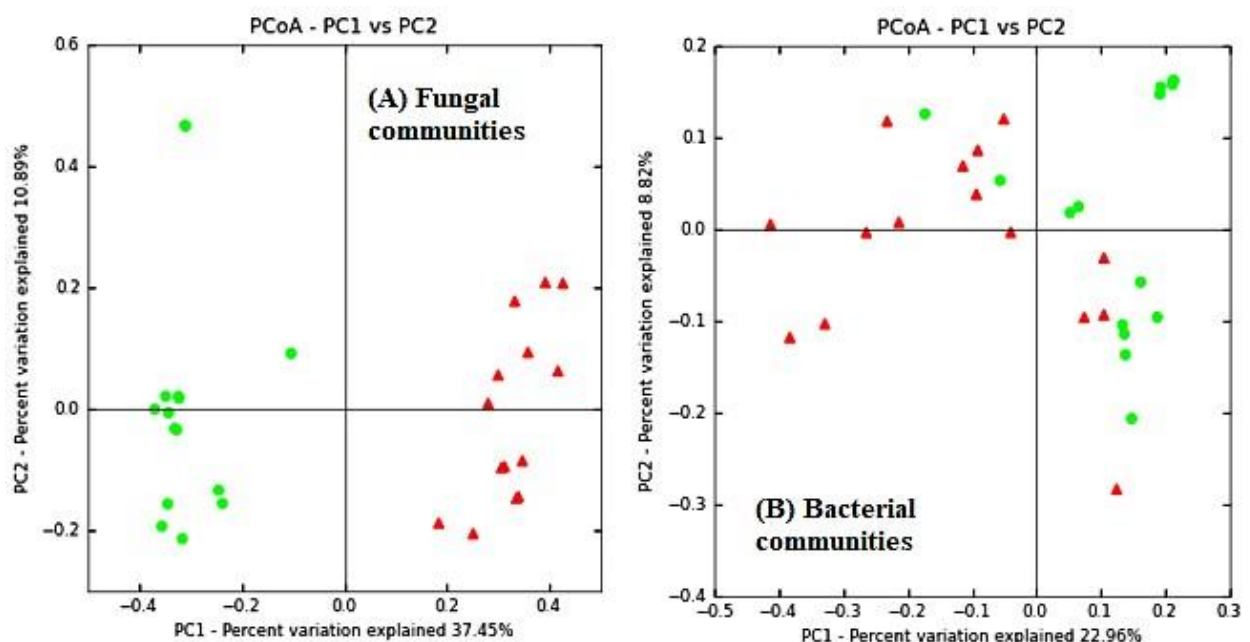 PCoA - PC1 vs PC2
0.6
0.4
0.2
0.0
−0.2
PC2 - Percent variation explained 10.89%
(A) Fungal
communities
−0.4
−0.2
0.0
0.2
0.4
PC1 - Percent variation explained 37.45%
PCoA - PC1 vs PC2
0.2
0.1
0.0
−0.1
−0.2
−0.3
−0.4
PC2 - Percent variation explained 8.82%
(B) Bacterial
communities
−0.5
−0.4
−0.3
−0.2
−0.1
0.0
0.1
0.2
0.3
PC1 - Percent variation explained 22.96%